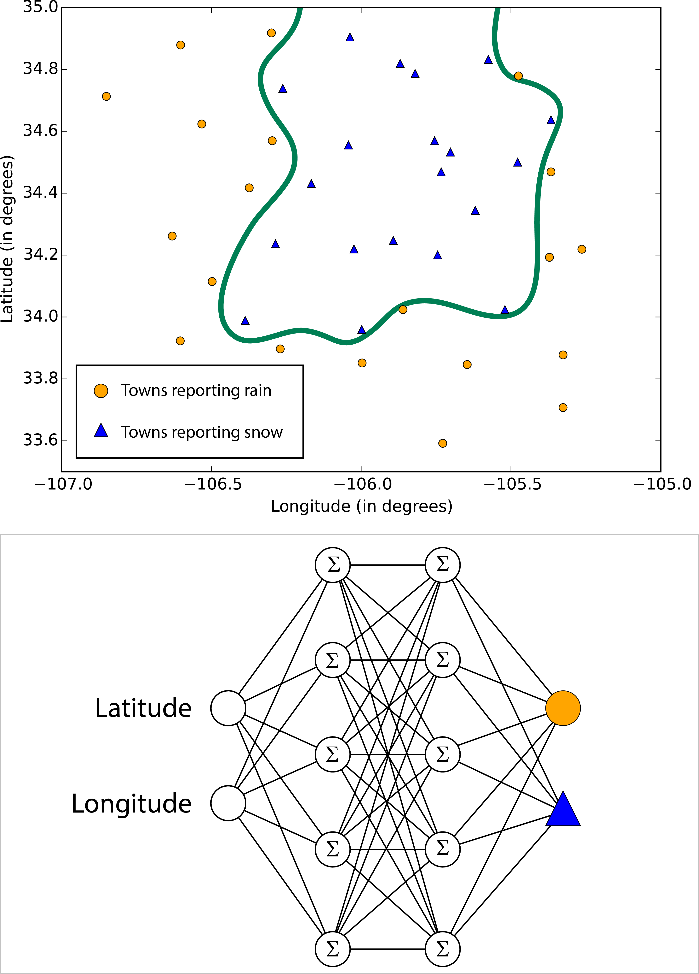 35.0
34.8
34.6
34.4
34.2
34.0
33.8
33.6
Latitude (in degrees)
Towns reporting rain
Towns reporting snow
−107.0 −106.5 −106.0 −105.5 −105.0
Longitude (in degrees)
Σ Σ
Σ Σ
Latitude
Σ Σ
Longitude
Σ Σ
Σ Σ